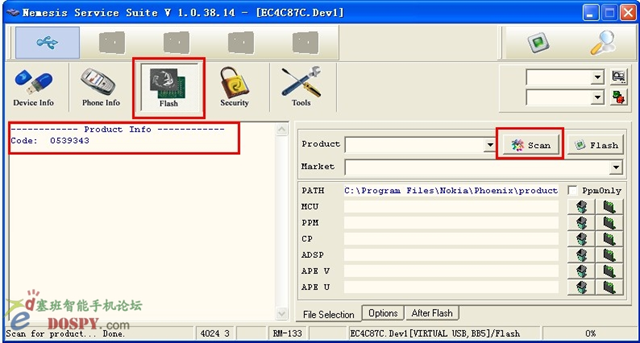 Nemesis Service Suite V 1.0.38.14 - [EC4C87C.Dev1]
Device Info
Phone Info
Flash
Security
Tools
------------ Product Info ------------
Code: 0539343
Product
Scan
Flash
Market
PATH C:\Program Files\Nokia\Phoenix\product PpmOnly
MCU
PPM
CP
ADSP
APE V
APE U
File Selection Options After Flash
塞班智能手机论坛
DOSPY.com
Scan for product... Done. 4024 3 RM-133 EC4C87C.Dev1[VIRTUAL USB,BB5]/Flash 0%